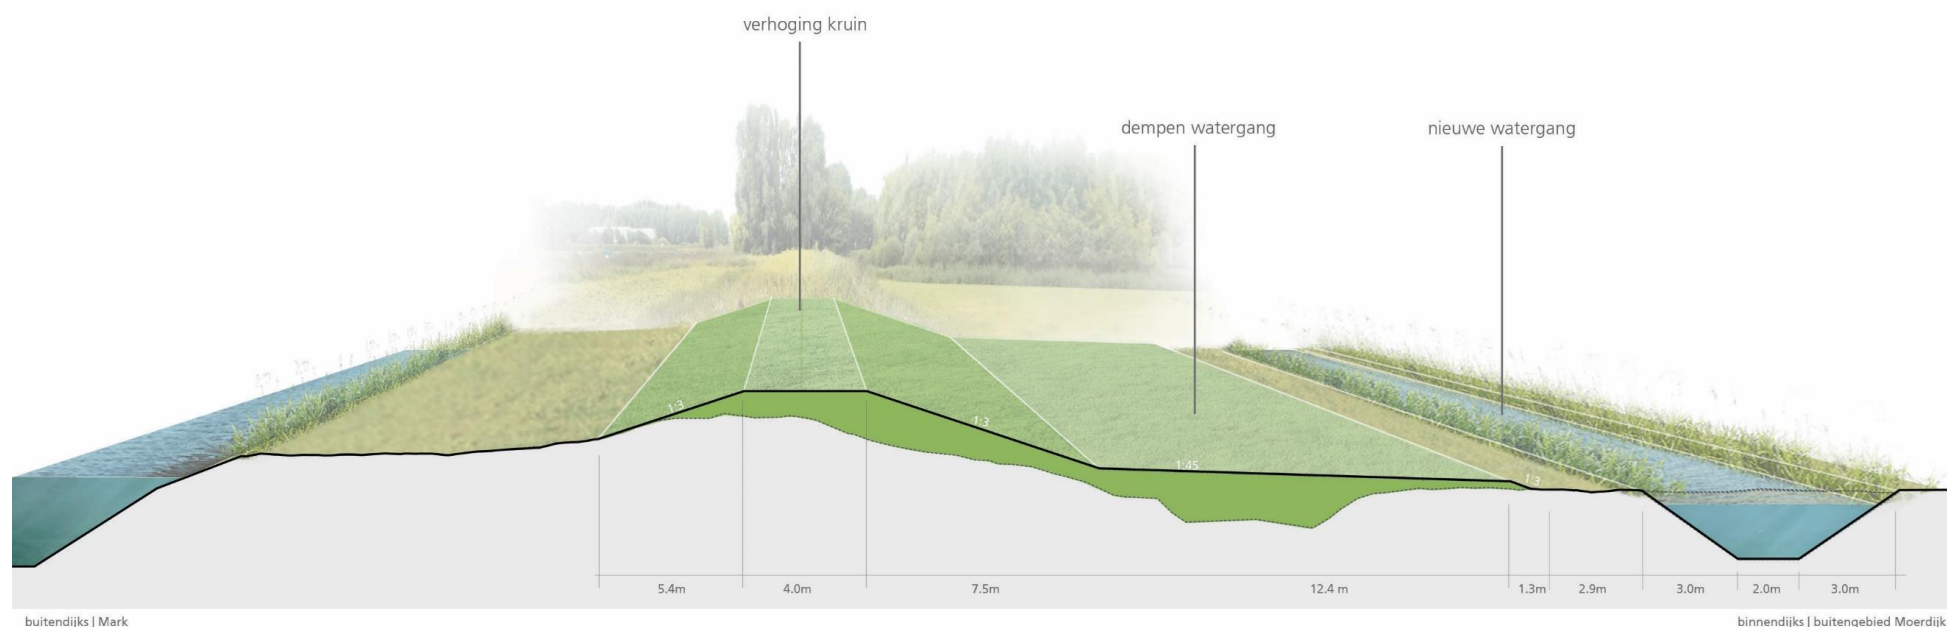 verhoging kruin
dempen watergang
nieuwe watergang
1:3
1:3
1:45
1:3
5.4m
4.0m
7.5m
12.4 m
1.3m
2.9m
3.0m
2.0m
3.0m
buitendijks | Mark
binnendijks | buitengebied Moerdijk